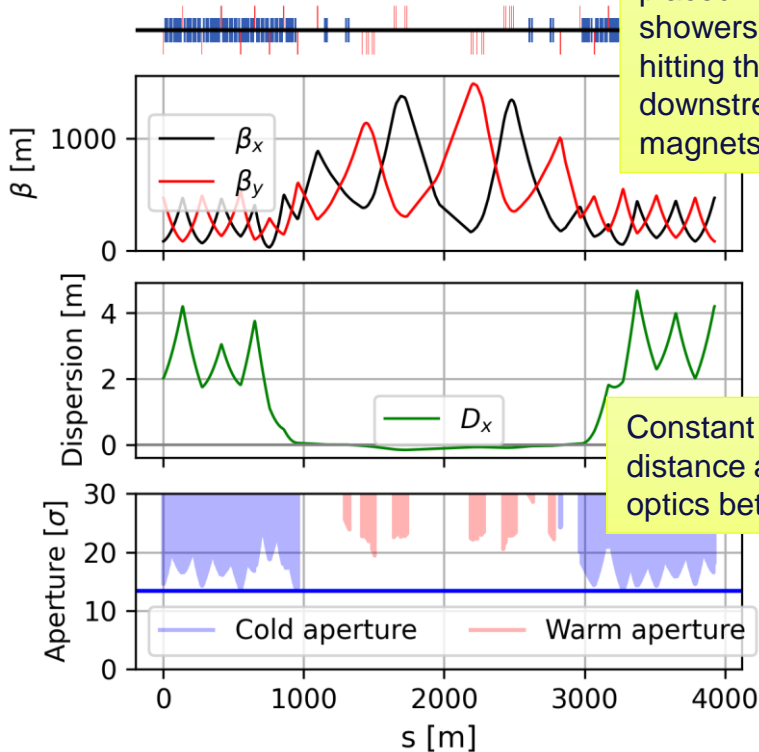 showers
hitting th
downstre
magnets
1000
0
β [m]
βx
βy
4
2
0
Dispersion [m]
Dx
Constant
distance a
optics bet
30
20
10
0
Aperture [σ]
Cold aperture
Warm aperture
0 1000 2000 3000 4000
s [m]